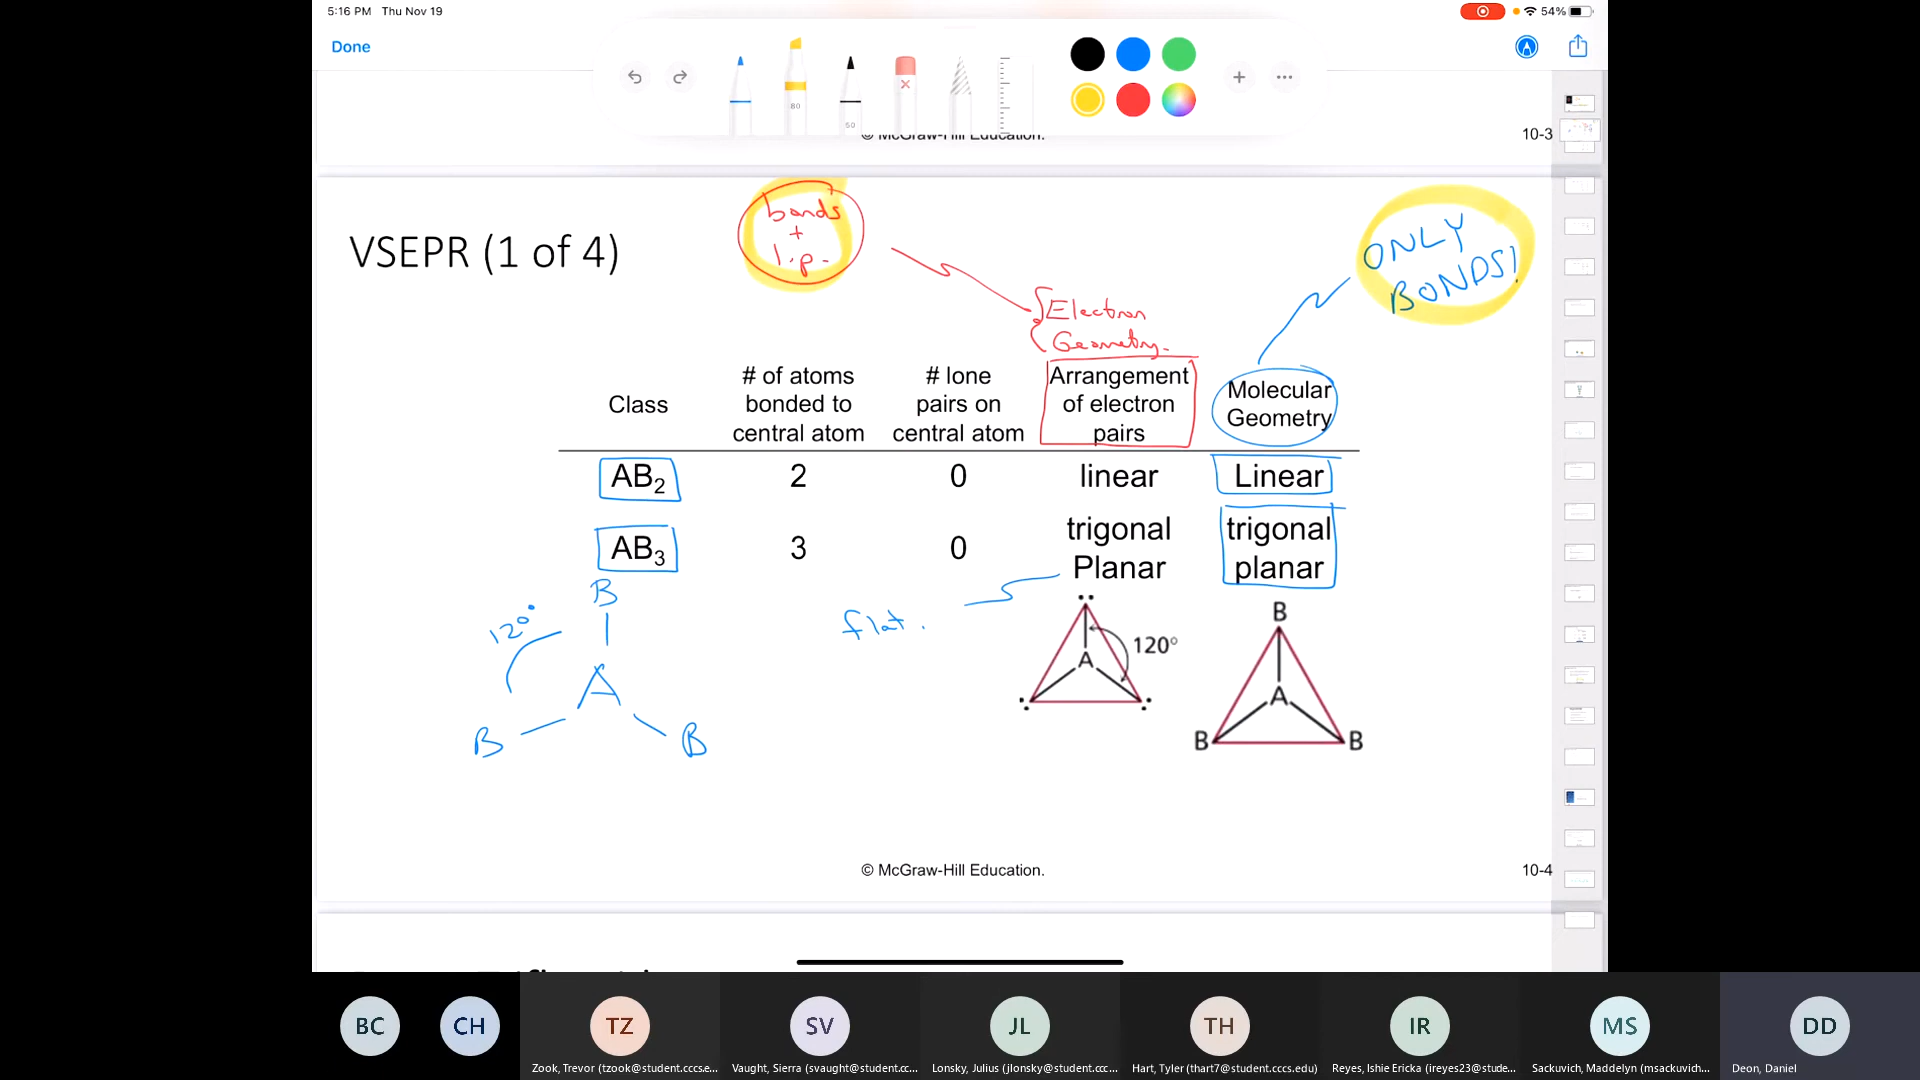 5:16 PM Thu Nov 19
54%
Done
80
50
© McGraw-Hill Education.
10-3
VSEPR (1 of 4)
bonds
+
l.p.
ONLY
BONDS!
Electron
Geometry.
Class
# of atoms
bonded to
central atom
# lone
pairs on
central atom
Arrangement
of electron
pairs
Molecular
Geometry
AB2 2 0 linear Linear
AB3 3 0 trigonal
Planar
trigonal
planar
B
120°
A
B
B
flat.
A
120°
B
A
B
B
© McGraw-Hill Education.
10-4
BC
CH
TZ
SV
JL
TH
IR
MS
DD
Zook, Trevor (tzook@student.cccs.e...
Vaught, Sierra (svaught@student.cc...
Lonsky, Julius (jlonsky@student.ccc...
Hart, Tyler (thart7@student.cccs.edu)
Reyes, Ishie Ericka (ireyes23@stude...
Sackuvich, Maddelyn (msackuvich...
Deon, Daniel